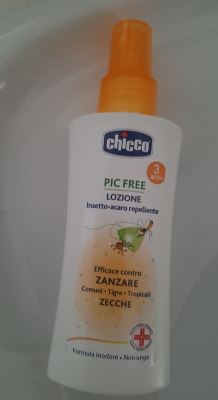 chicco
PIC FREE
3
LOZIONE
Insetto-acaro repellente
Efficace contro
ZANZARE
Comuni • Tigre • Tropicali
ZECCHE
Formula inodore • Non unge